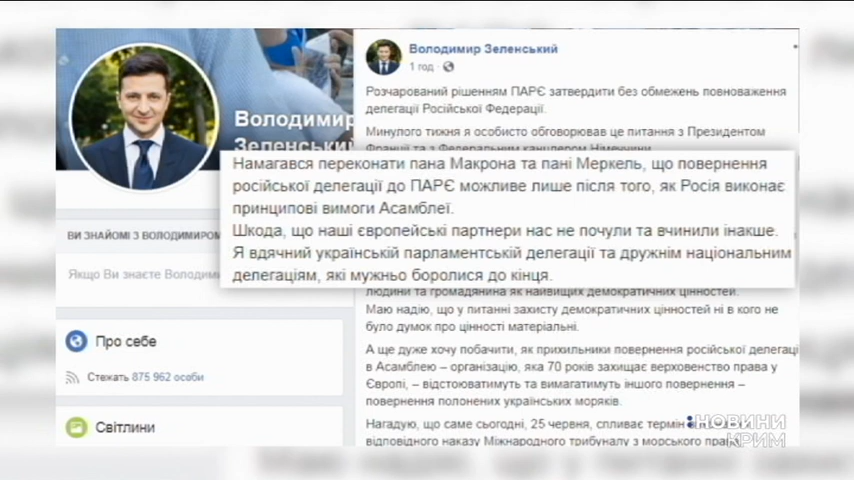 Володимир Зеленський
1 год ·
Розчарований рішенням ПАРЄ затвердити без обмежень повноваження
делегації Російської Федерації.
Минулого тижня я особисто обговорював це питання з Президентом
Франції та з Федеральним канцлером Німеччини.
Володимир
Зеленський
Намагався переконати пана Макрона та пані Меркель, що повернення
російської делегації до ПАРЄ можливе лише після того, як Росія виконає
принципові вимоги Асамблеї.
Шкода, що наші європейські партнери нас не почули та вчинили інакше.
Я вдячний українській парламентській делегації та дружнім національним
делегаціям, які мужньо боролися до кінця.
ВИ ЗНАЙОМІ З ВОЛОДИМИРОМ
Якщо Ви знаєте Володими
людини та громадянина як найвищих демократичних цінностей.
Маю надію, що у питанні захисту демократичних цінностей ні в кого не
було думок про цінності матеріальні.
А ще дуже хочу побачити, як прихильники повернення російської делегації
в Асамблею – організацію, яка 70 років захищає верховенство права у
Європі, – відстоюватимуть та вимагатимуть іншого повернення –
повернення полонених українських моряків.
Нагадую, що саме сьогодні, 25 червня, спливає термін
відповідного наказу Міжнародного трибуналу з морського права
Про себе
Стежать 875 962 особи
Світлини
:НОВИНИ
КРИМ